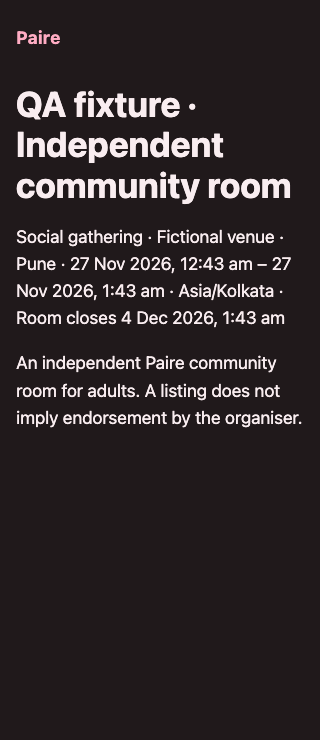 Paire
QA fixture ·
Independent
community room
Social gathering · Fictional venue ·
Pune · 27 Nov 2026, 12:43 am – 27
Nov 2026, 1:43 am · Asia/Kolkata ·
Room closes 4 Dec 2026, 1:43 am
An independent Paire community
room for adults. A listing does not
imply endorsement by the organiser.